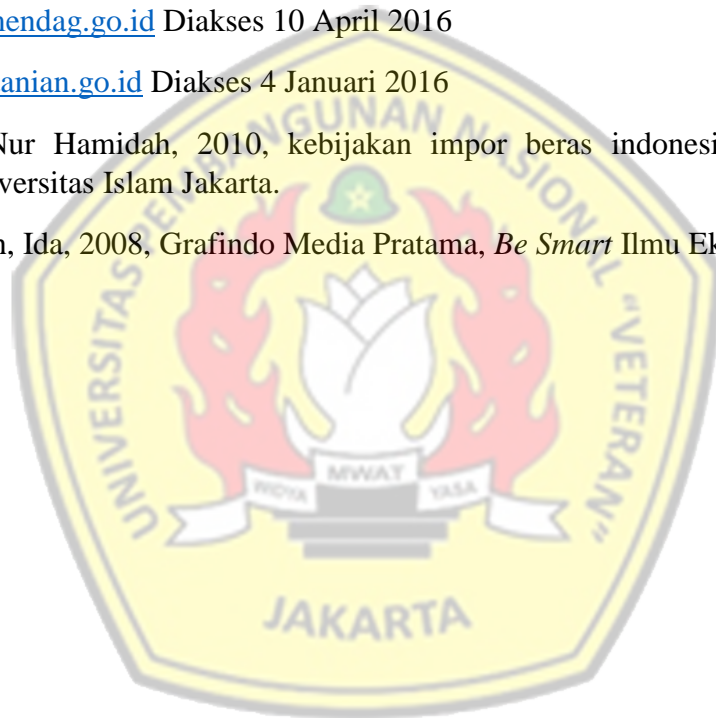 nendag.go.id Diakses 10 April 2016
anian.go.id Diakses 4 Januari 2016
Nur Hamidah, 2010, kebijakan impor beras indonesi
versitas Islam Jakarta.
n, Ida, 2008, Grafindo Media Pratama, Be Smart Ilmu Ek
UNIVERSITAS PEMBANGUNAN NASIONAL "VETERAN"
WIDYA MWAT YASA
JAKARTA